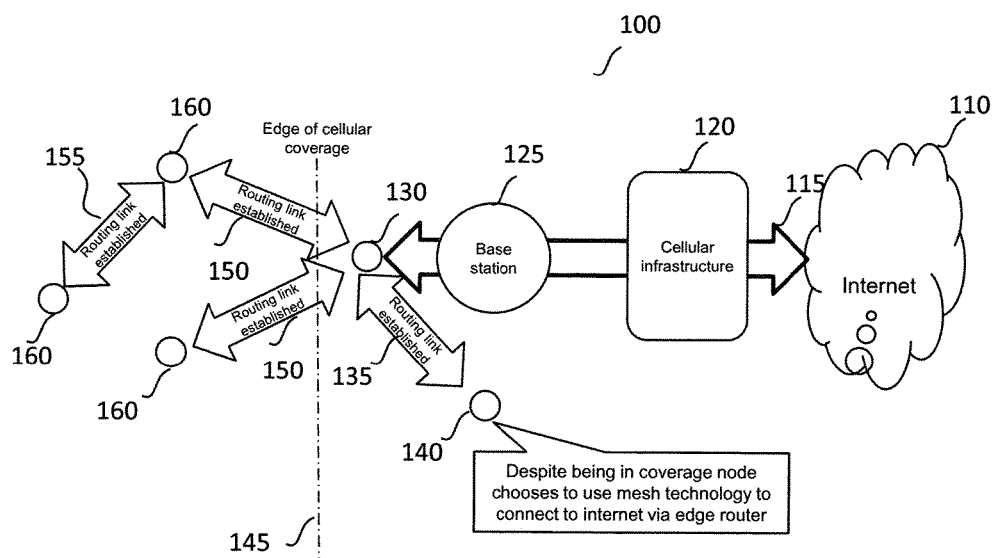 100
160
Edge of cellular
coverage
155
Routing link
established
Routing link
established
130
125
120
110
115
Base
station
Cellular
infrastructure
Internet
150
160
Routing link
established
150
160
Routing link
established
135
140
Despite being in coverage node
chooses to use mesh technology to
connect to internet via edge router
145